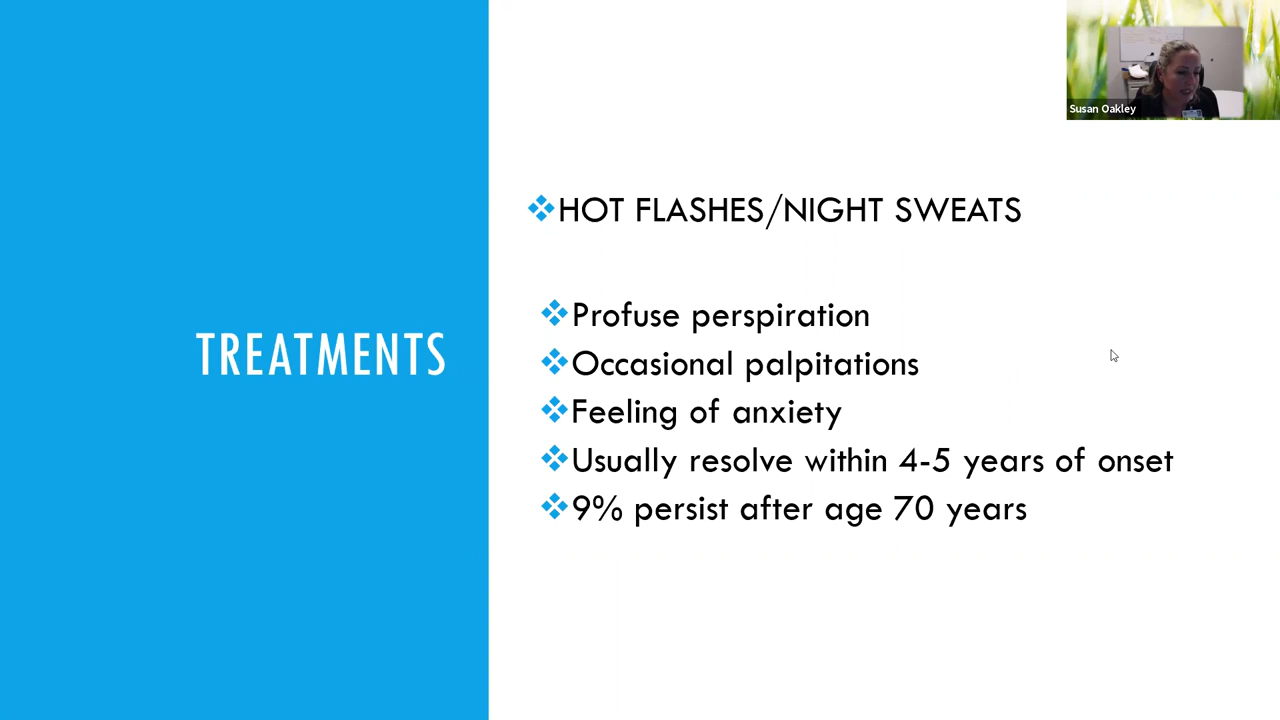 Susan Oakley
HOT FLASHES/NIGHT SWEATS
TREATMENTS
Profuse perspiration
Occasional palpitations
Feeling of anxiety
Usually resolve within 4-5 years of onset
9% persist after age 70 years